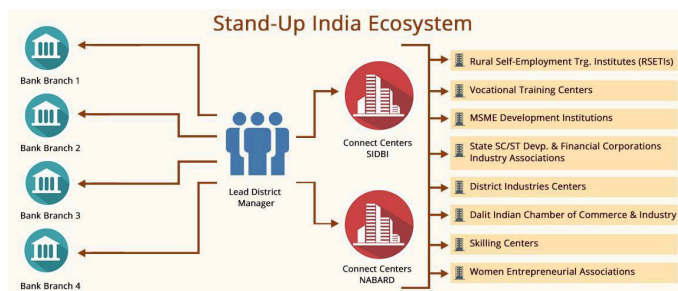 Stand-Up India Ecosystem
Bank Branch 1
Bank Branch 2
Bank Branch 3
Bank Branch 4
Lead District
Manager
Connect Centers
SIDBI
Connect Centers
NABARD
Rural Self-Employment Trg. Institutes (RSETIs)
Vocational Training Centers
MSME Development Institutions
State SC/ST Devp. & Financial Corporations
Industry Associations
District Industries Centers
Dalit Indian Chamber of Commerce & Industry
Skilling Centers
Women Entrepreneurial Associations